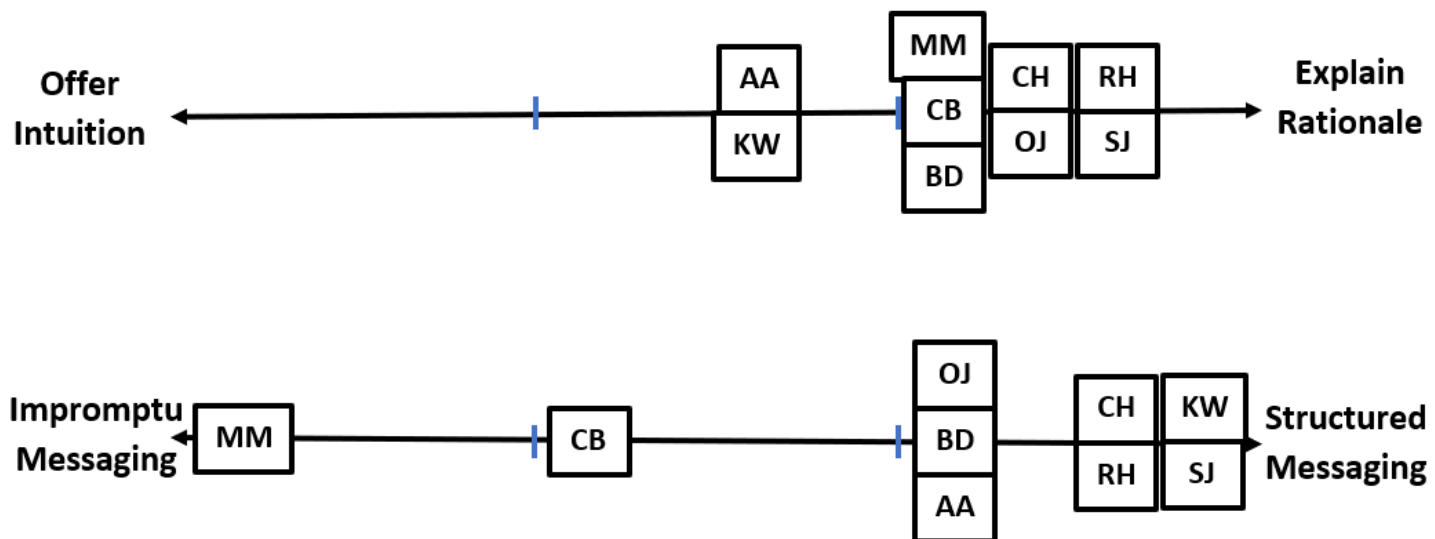 MM
Offer
Intuition
AA
CH
RH
Explain
Rationale
CB
KW
OJ
SJ
BD
OJ
Impromptu
Messaging
MM
CB
BD
CH
KW
Structured
Messaging
RH
SJ
AA